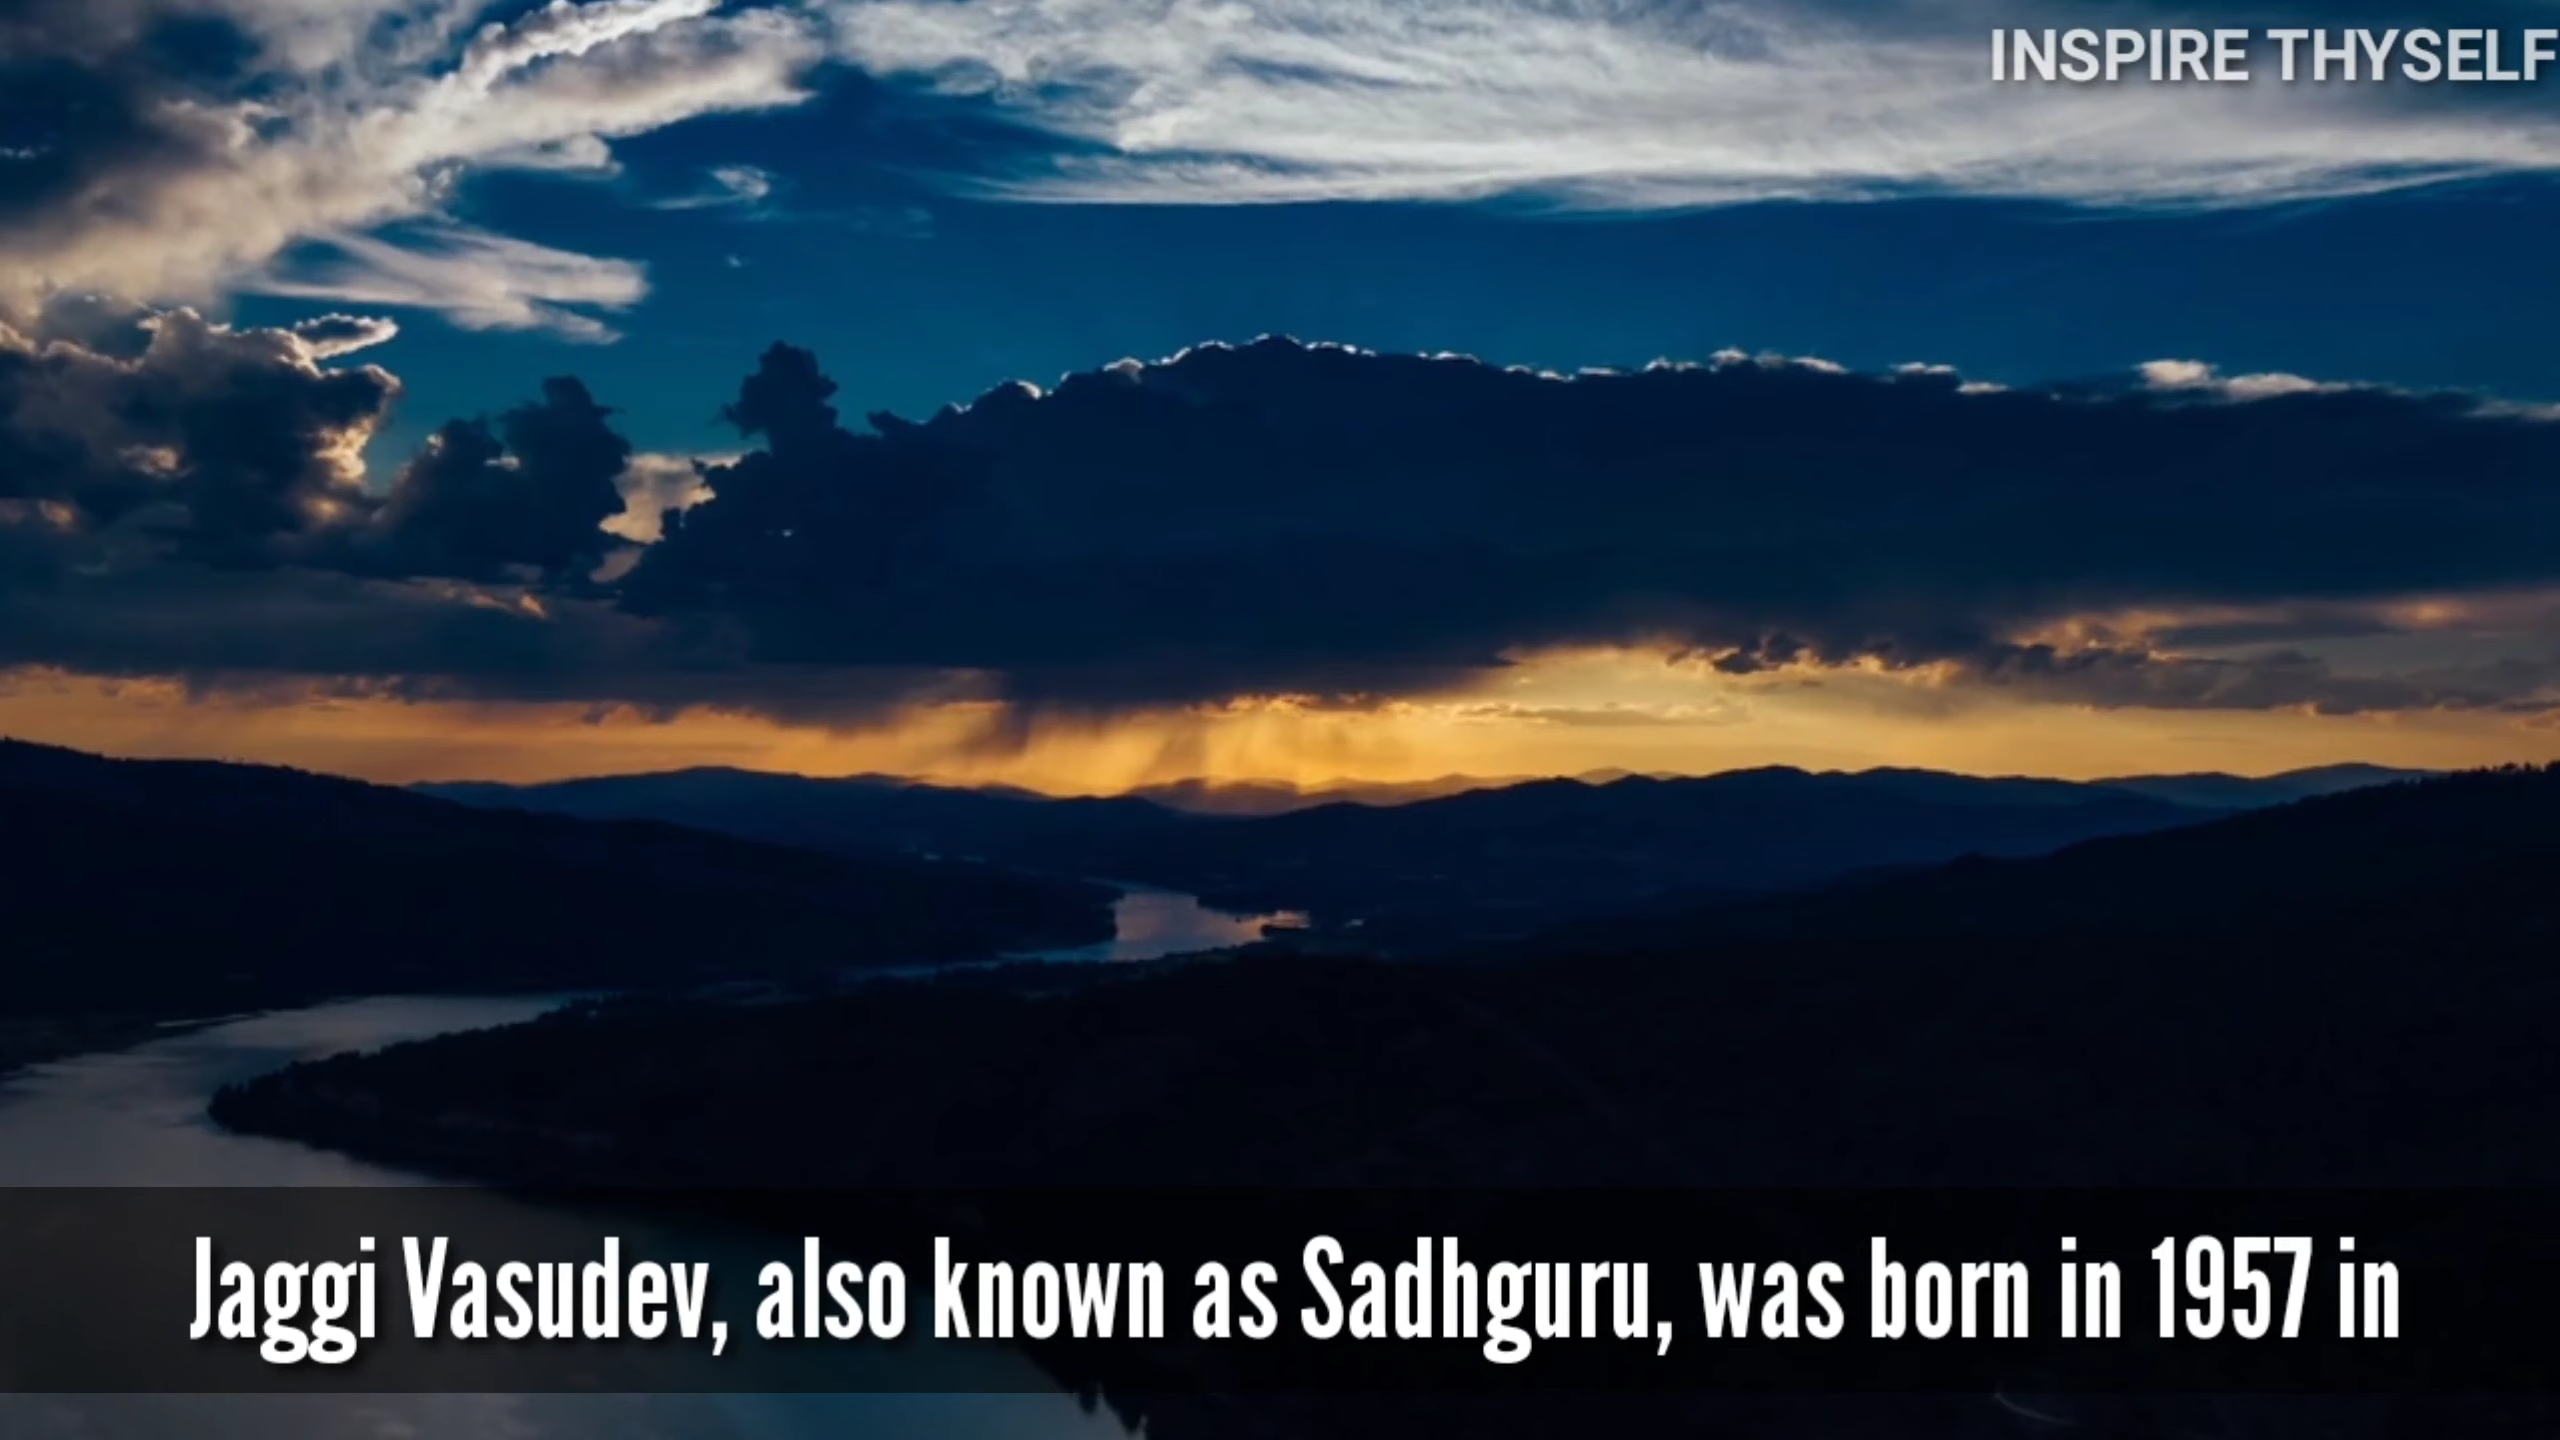 INSPIRE THYSELF
Jaggi Vasudev, also known as Sadhguru, was born in 1957 in